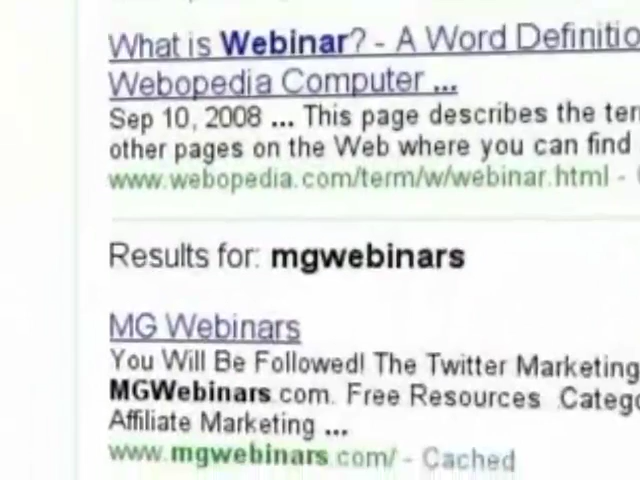 What is Webinar? - A Word Definitio
Webopedia Computer ...
Sep 10, 2008 ... This page describes the ter
other pages on the Web where you can find
www.webopedia.com/term/w/webinar.html -
Results for: mgwebinars
MG Webinars
You Will Be Followed! The Twitter Marketing
MGWebinars.com. Free Resources Catego
Affiliate Marketing ...
www.mgwebinars.com/ - Cached